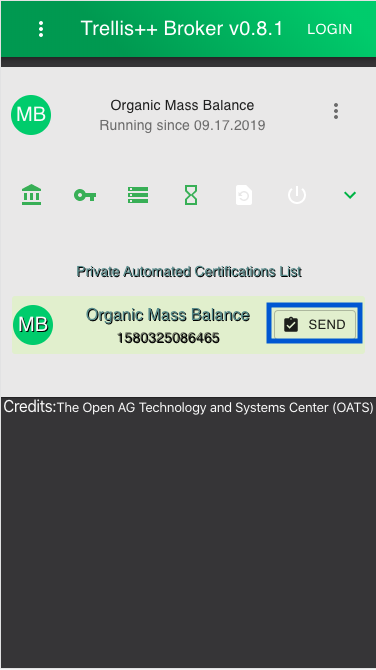 Trellis++ Broker v0.8.1 LOGIN
MB
Organic Mass Balance
Running since 09.17.2019
Private Automated Certifications List
MB
Organic Mass Balance
1580325086465
SEND
Credits:The Open AG Technology and Systems Center (OATS)